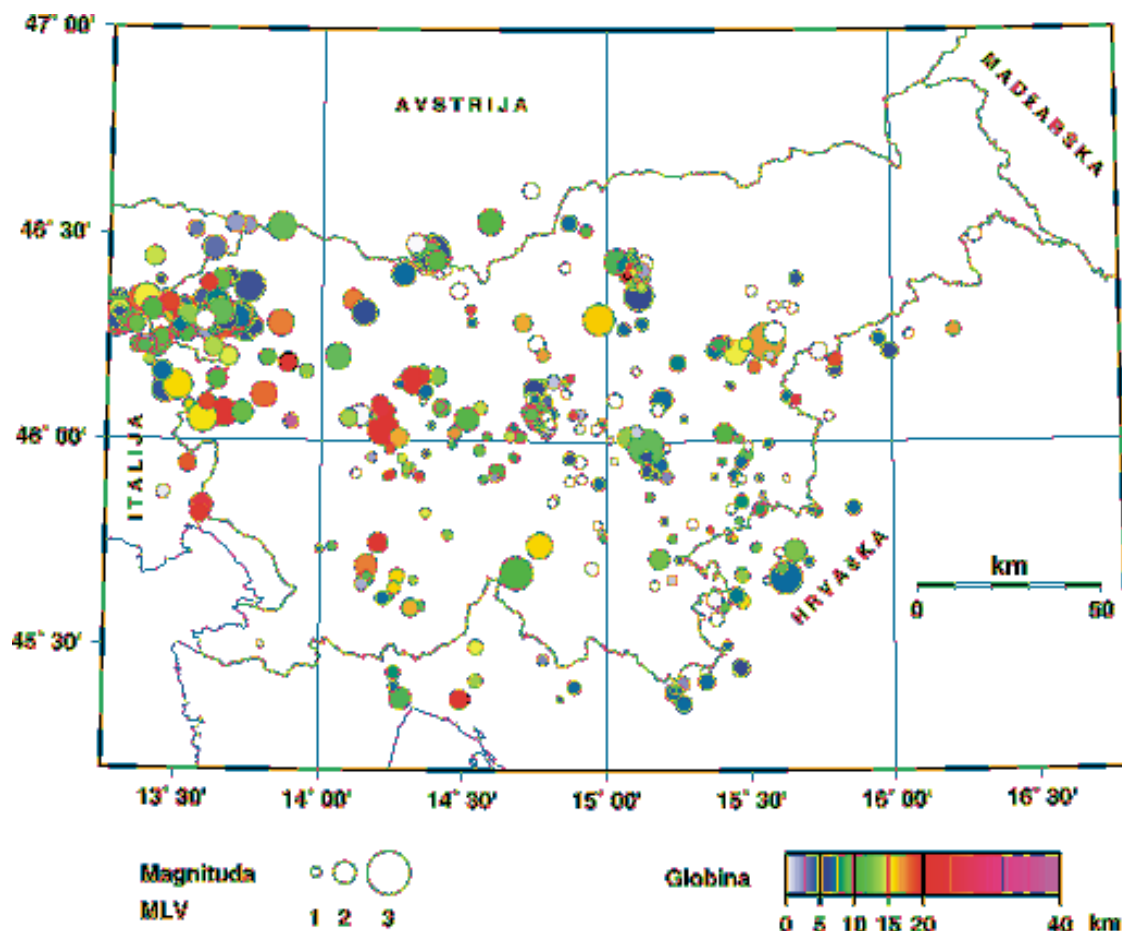 47° 00'
AVSTRIJA
MADŽARSKA
46° 30'
46° 00'
ITALIJA
HRVAŠKA
km
0 50
45° 30'
13° 30' 14° 00' 14° 30' 15° 00' 15° 30' 16° 00' 16° 30'
Magnituda
MLV 1 2 3
Globina
0 5 10 15 20 40 km